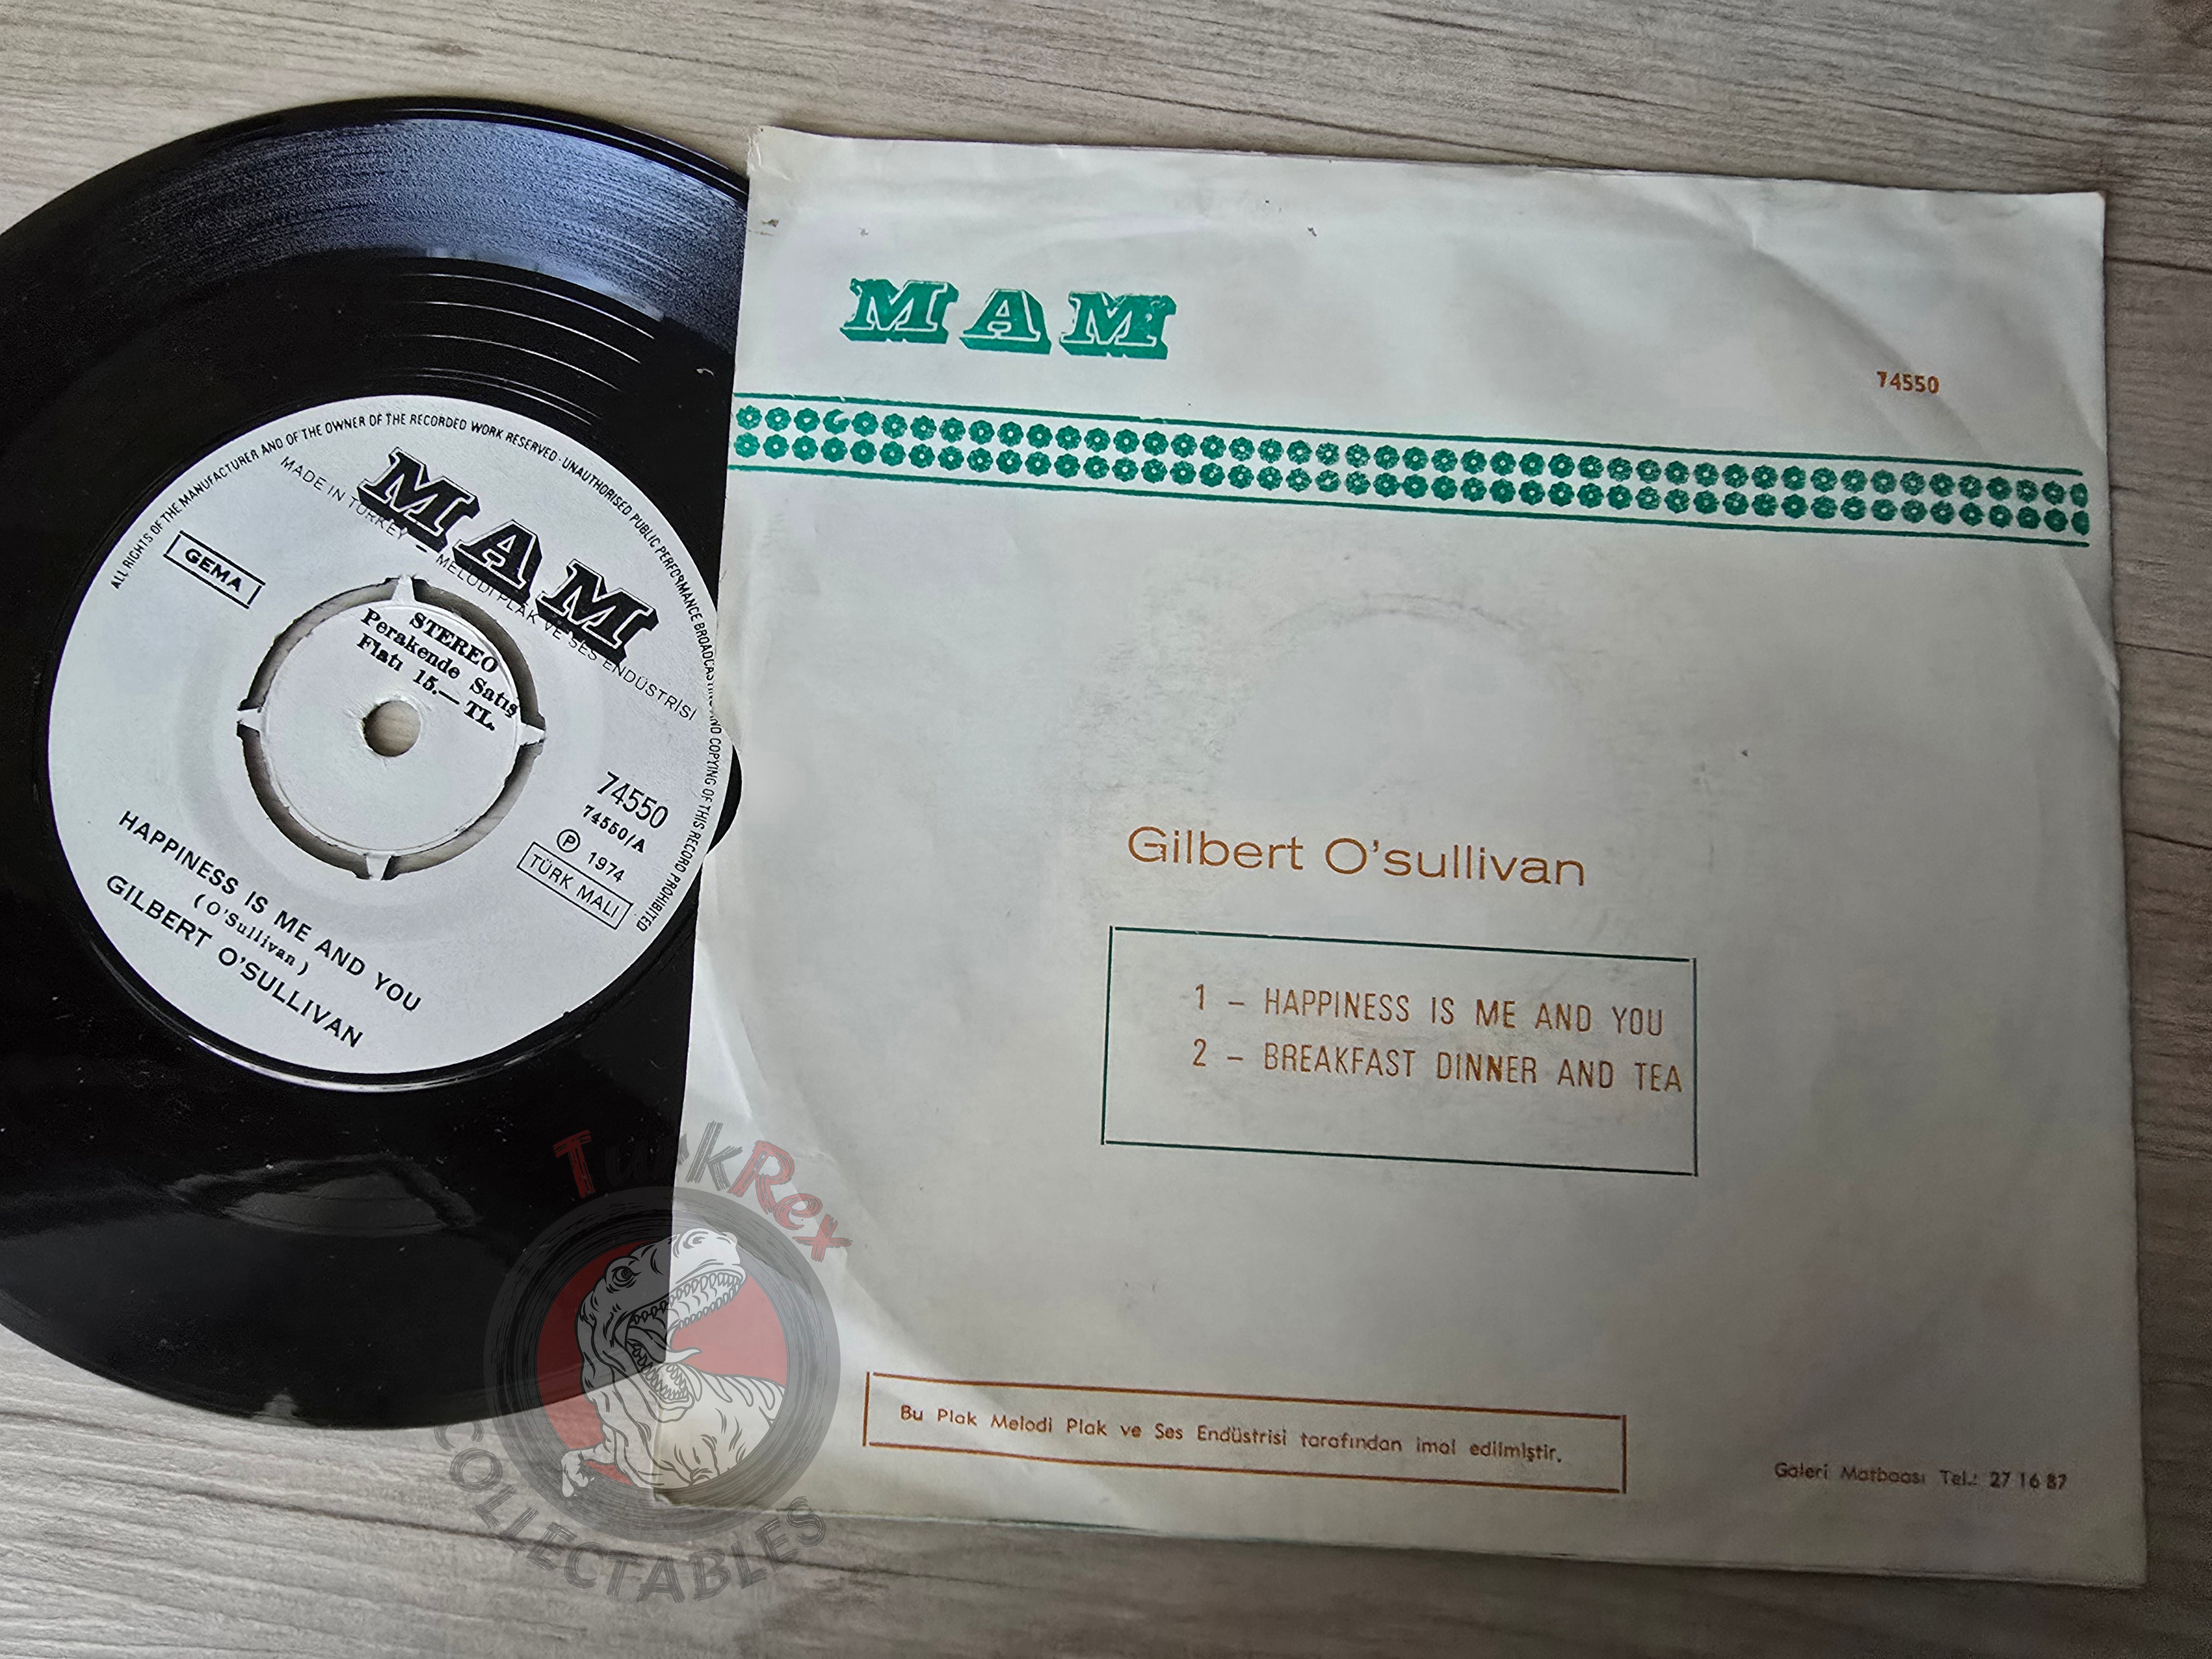 ALL RIGHTS OF THE MANUFACTURER AND OF THE OWNER OF THE RECORDED WORK RESERVED · UNAUTHORISED PUBLIC PERFORMANCE BROADCASTING AND COPYING OF THIS RECORD PROHIBITED
MAM
MADE IN TURKEY – MELODİ PLAK VE SES ENDÜSTRİSİ
GEMA
STEREO
Perakende Satış
Fiatı 15.— TL.
74550
74550/A
Ⓟ 1974
TÜRK MALI
HAPPINESS IS ME AND YOU
(O'Sullivan)
GILBERT O'SULLIVAN
MAM
74550
Gilbert O'sullivan
1 – HAPPINESS IS ME AND YOU
2 – BREAKFAST DINNER AND TEA
Bu Plak Melodi Plak ve Ses Endüstrisi tarafından imal edilmiştir.
Galeri Matbaası Tel.: 27 16 87
TurkRex
COLLECTABLES